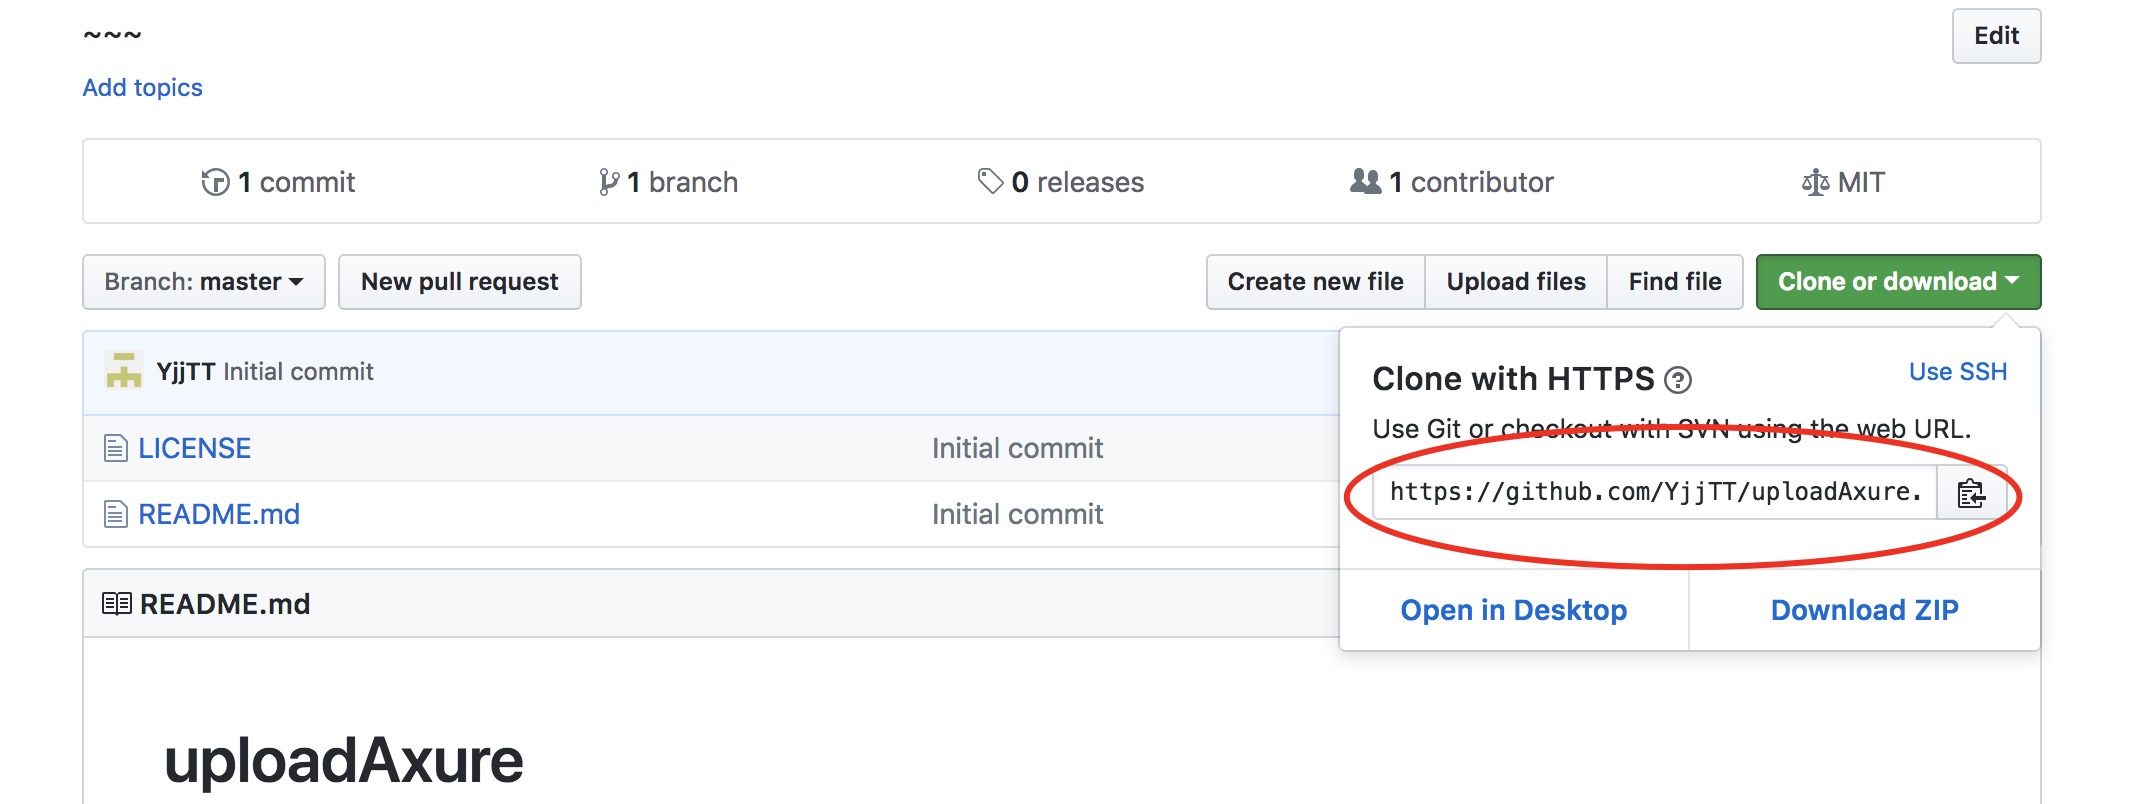 ~~~
Edit
Add topics
1 commit
1 branch
0 releases
1 contributor
MIT
Branch: master
New pull request
Create new file
Upload files
Find file
Clone or download
YjjTT Initial commit
Clone with HTTPS
Use SSH
Use Git or checkout with SVN using the web URL.
LICENSE
Initial commit
https://github.com/YjjTT/uploadAxure.
README.md
Initial commit
Open in Desktop
Download ZIP
README.md
uploadAxure